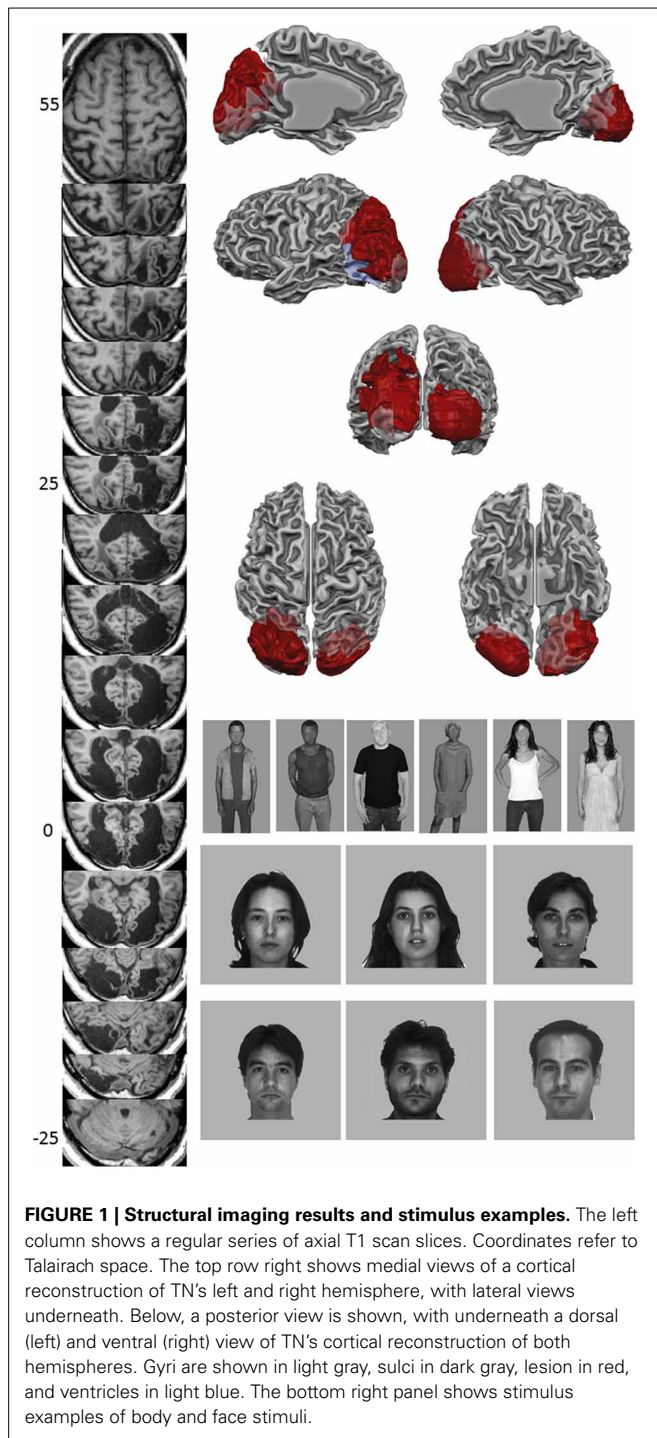 55
25
0
-25
FIGURE 1 | Structural imaging results and stimulus examples. The left
column shows a regular series of axial T1 scan slices. Coordinates refer to
Talairach space. The top row right shows medial views of a cortical
reconstruction of TN's left and right hemisphere, with lateral views
underneath. Below, a posterior view is shown, with underneath a dorsal
(left) and ventral (right) view of TN's cortical reconstruction of both
hemispheres. Gyri are shown in light gray, sulci in dark gray, lesion in red,
and ventricles in light blue. The bottom right panel shows stimulus
examples of body and face stimuli.